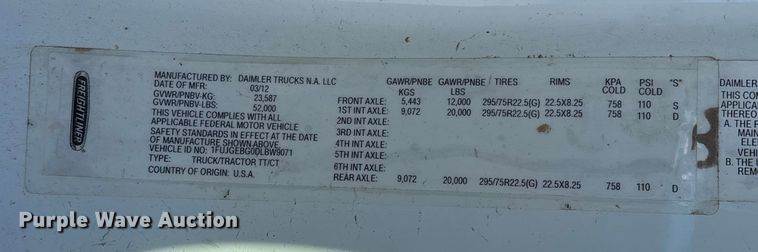 FREIGHTLINER
MANUFACTURED BY: DAIMLER TRUCKS N.A. LLC
DATE OF MFR: 03/12
GVWR/PNBV-KG: 23,587
GVWR/PNBV-LBS: 52,000
THIS VEHICLE COMPLIES WITH ALL
APPLICABLE FEDERAL MOTOR VEHICLE
SAFETY STANDARDS IN EFFECT AT THE DATE
OF MANUFACTURE SHOWN ABOVE.
VEHICLE ID NO.: 1FUJGEBG0DLBW9071
TYPE: TRUCK/TRACTOR TT/CT
COUNTRY OF ORIGIN: U.S.A.
GAWR/PNBE GAWR/PNBE TIRES RIMS KPA PSI "S"
KGS LBS COLD COLD
FRONT AXLE: 5,443 12,000 295/75R22.5(G) 22.5X8.25 758 110 S
1ST INT AXLE: 9,072 20,000 295/75R22.5(G) 22.5X8.25 758 110 D
2ND INT AXLE:
3RD INT AXLE:
4TH INT AXLE:
5TH INT AXLE:
6TH INT AXLE:
REAR AXLE: 9,072 20,000 295/75R22.5(G) 22.5X8.25 758 110 D
DAIMLER
THIS COM
APPLICA
THEREO
A. THE F
MAIN
ELE
VEHI
B. THE U
REM
Purple Wave Auction